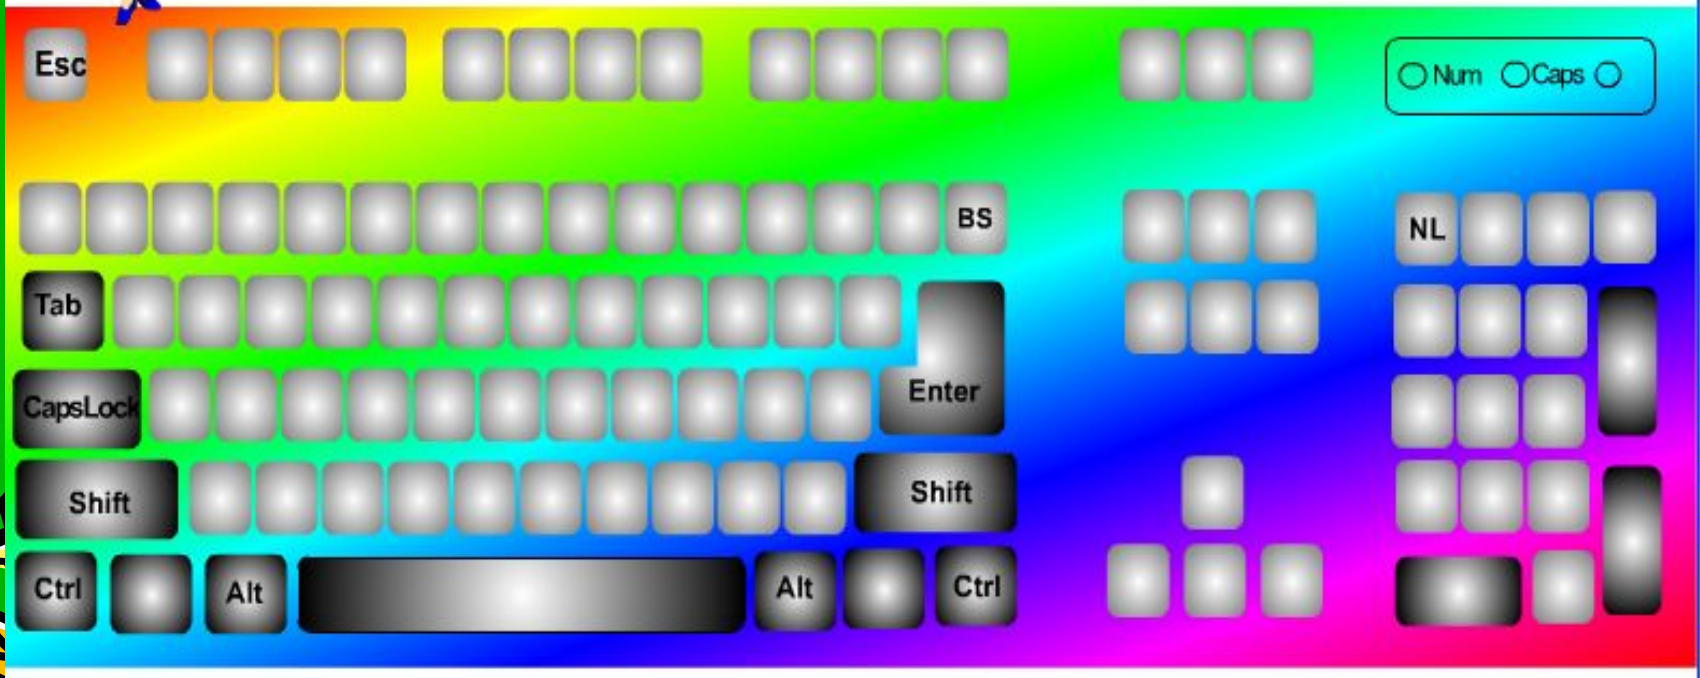 Esc
Num Caps
BS
NL
Tab
CapsLock
Enter
Shift Shift
Ctrl Alt Alt Ctrl